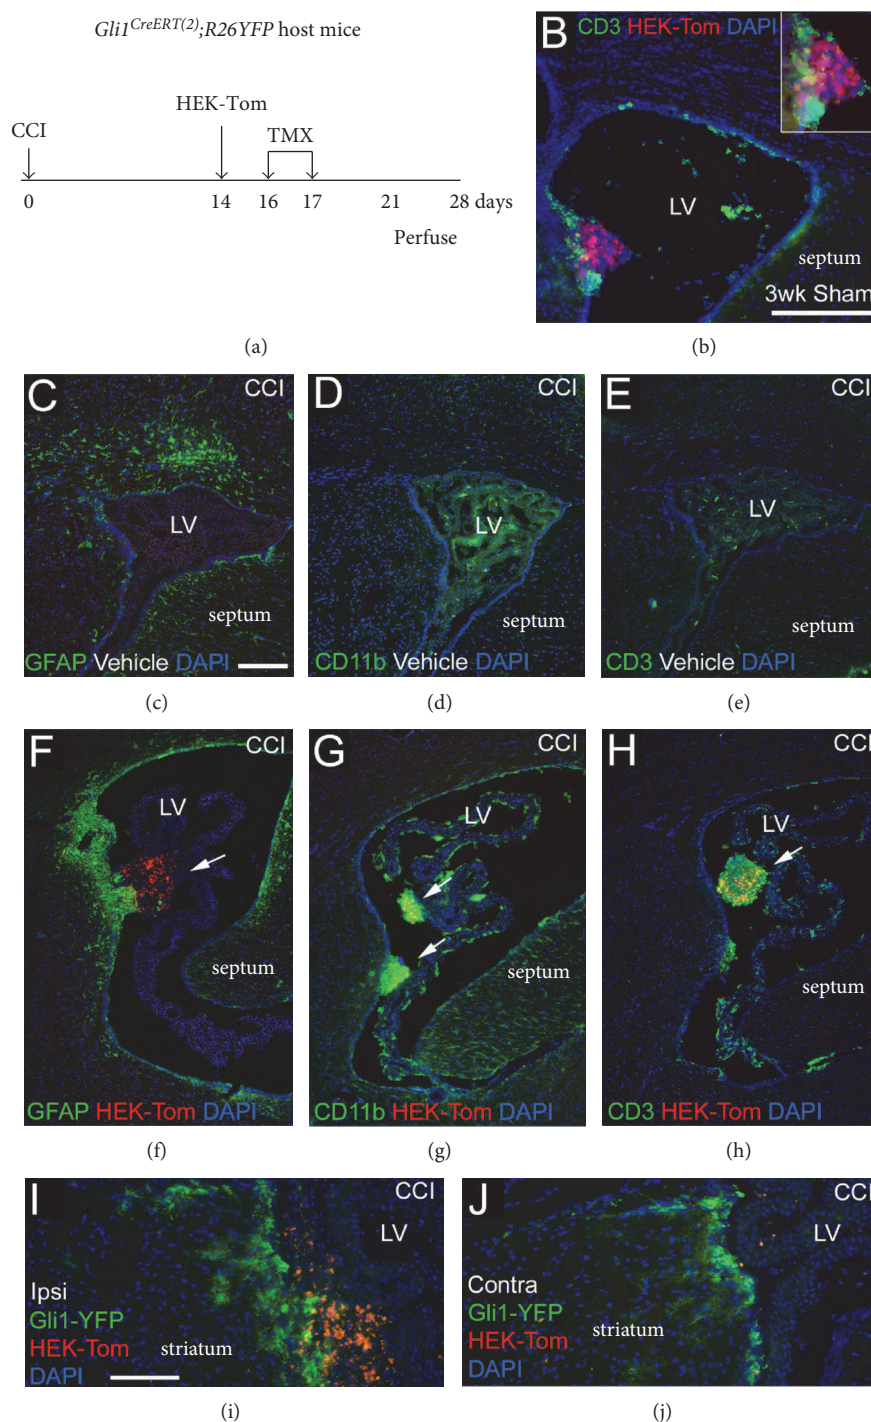 Gli1^CreERT(2);R26YFP host mice
HEK-Tom
CCI
TMX
0 14 16 17 21 28 days
Perfuse
(a)
B CD3 HEK-Tom DAPI
LV
septum
3wk Sham
(b)
C CCI
LV
septum
GFAP Vehicle DAPI
(c)
D CCI
LV
septum
CD11b Vehicle DAPI
(d)
E CCI
LV
septum
CD3 Vehicle DAPI
(e)
F CCI
LV
septum
GFAP HEK-Tom DAPI
(f)
G CCI
LV
septum
CD11b HEK-Tom DAPI
(g)
H CCI
LV
septum
CD3 HEK-Tom DAPI
(h)
I CCI
LV
Ipsi
Gli1-YFP
HEK-Tom
striatum
DAPI
(i)
J CCI
LV
Contra
Gli1-YFP
striatum
HEK-Tom
DAPI
(j)